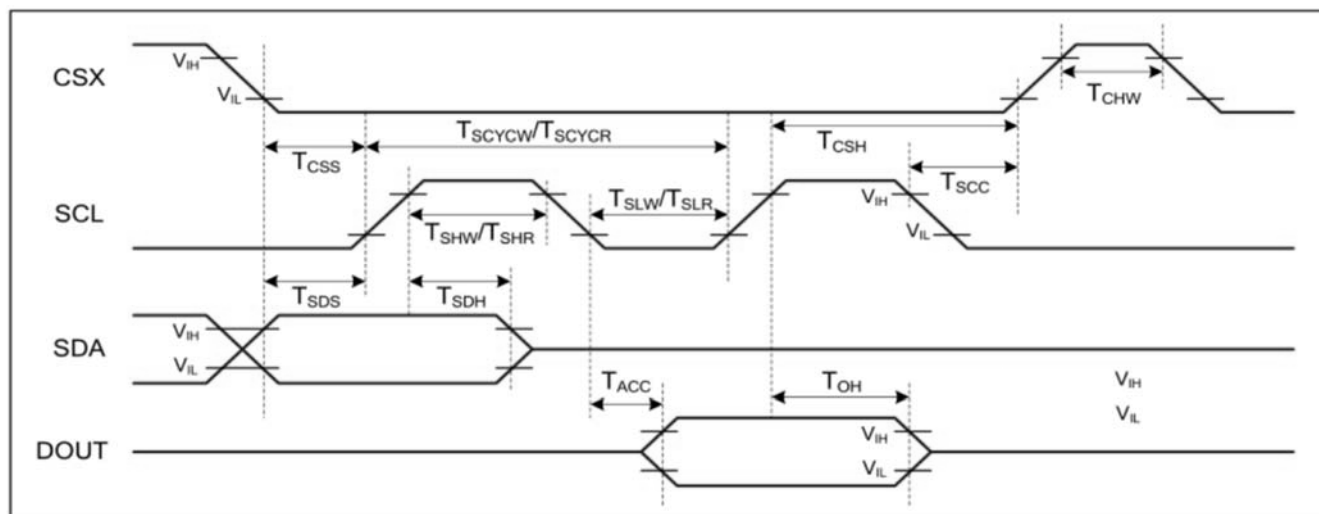 CSX
VIH
VIL
TCHW
TSCYCW/TSCYCR
TCSS
TCSH
TSCC
SCL
TSLW/TSLR
VIH
VIL
TSHW/TSHR
TSDS
TSDH
SDA
VIH
VIL
TACC
TOH
VIH
VIL
DOUT
VIH
VIL